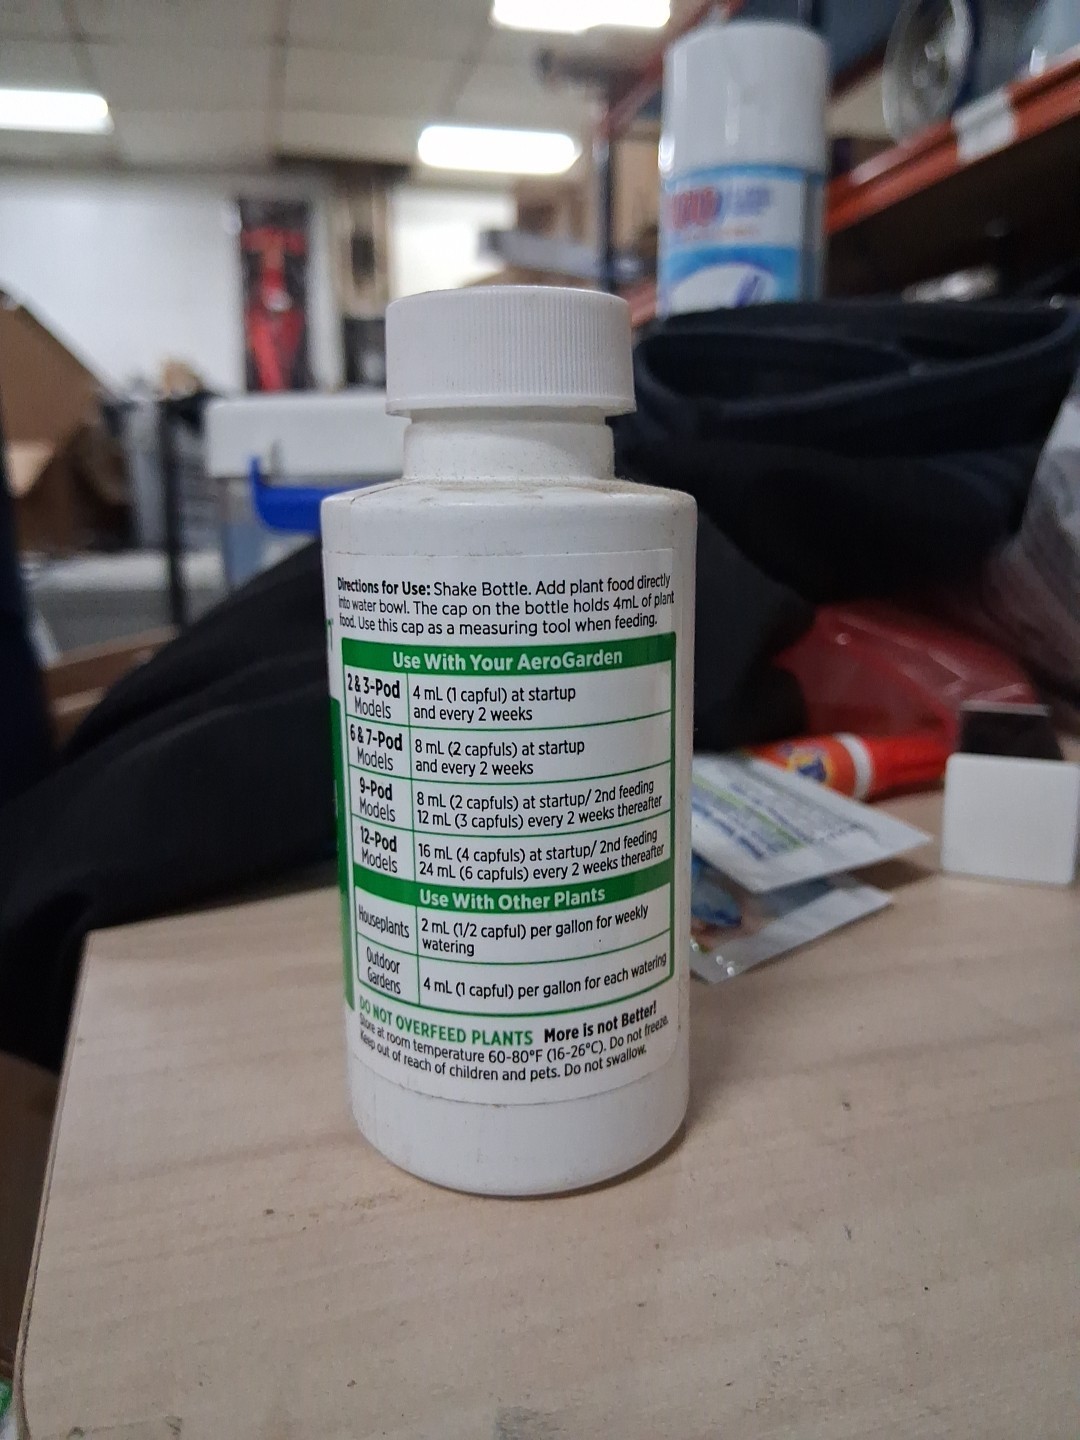 Directions for Use: Shake Bottle. Add plant food directly
into water bowl. The cap on the bottle holds 4mL of plant
food. Use this cap as a measuring tool when feeding.
Use With Your AeroGarden
2 & 3-Pod Models
4 mL (1 capful) at startup
and every 2 weeks
6 & 7-Pod Models
8 mL (2 capfuls) at startup
and every 2 weeks
9-Pod Models
8 mL (2 capfuls) at startup/ 2nd feeding
12 mL (3 capfuls) every 2 weeks thereafter
12-Pod Models
16 mL (4 capfuls) at startup/ 2nd feeding
24 mL (6 capfuls) every 2 weeks thereafter
Use With Other Plants
Houseplants
2 mL (1/2 capful) per gallon for weekly
watering
Outdoor Gardens
4 mL (1 capful) per gallon for each watering
DO NOT OVERFEED PLANTS More is not Better!
Store at room temperature 60-80°F (16-26°C). Do not freeze.
Keep out of reach of children and pets. Do not swallow.